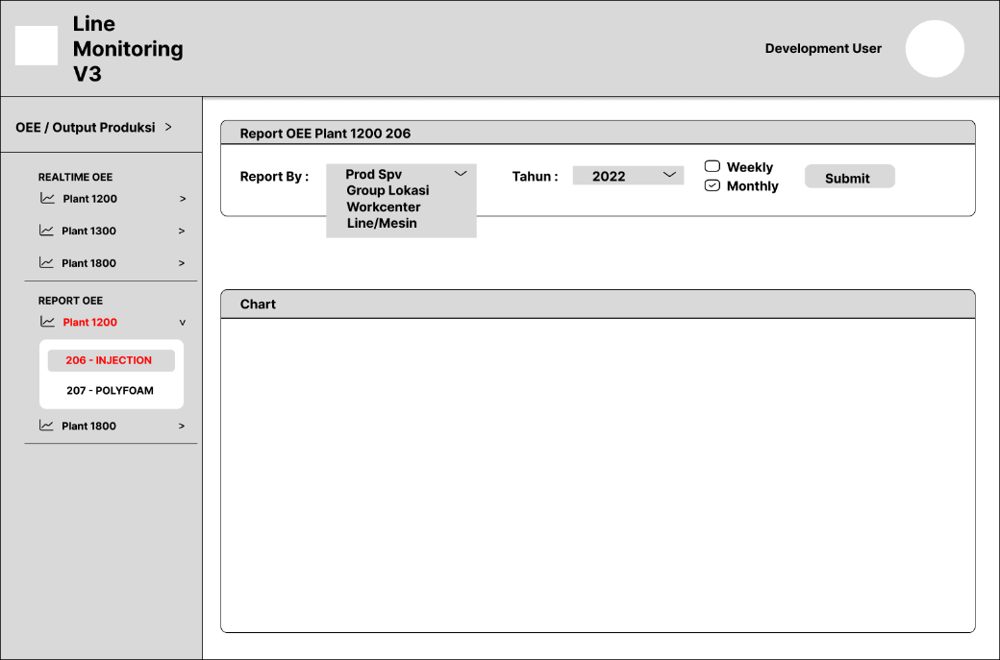 Line
Monitoring
V3
Development User
OEE / Output Produksi >
REALTIME OEE
Plant 1200 >
Plant 1300 >
Plant 1800 >
REPORT OEE
Plant 1200 v
206 - INJECTION
207 - POLYFOAM
Plant 1800 >
Report OEE Plant 1200 206
Report By :
Prod Spv
Group Lokasi
Workcenter
Line/Mesin
Tahun :
2022
Weekly
Monthly
Submit
Chart